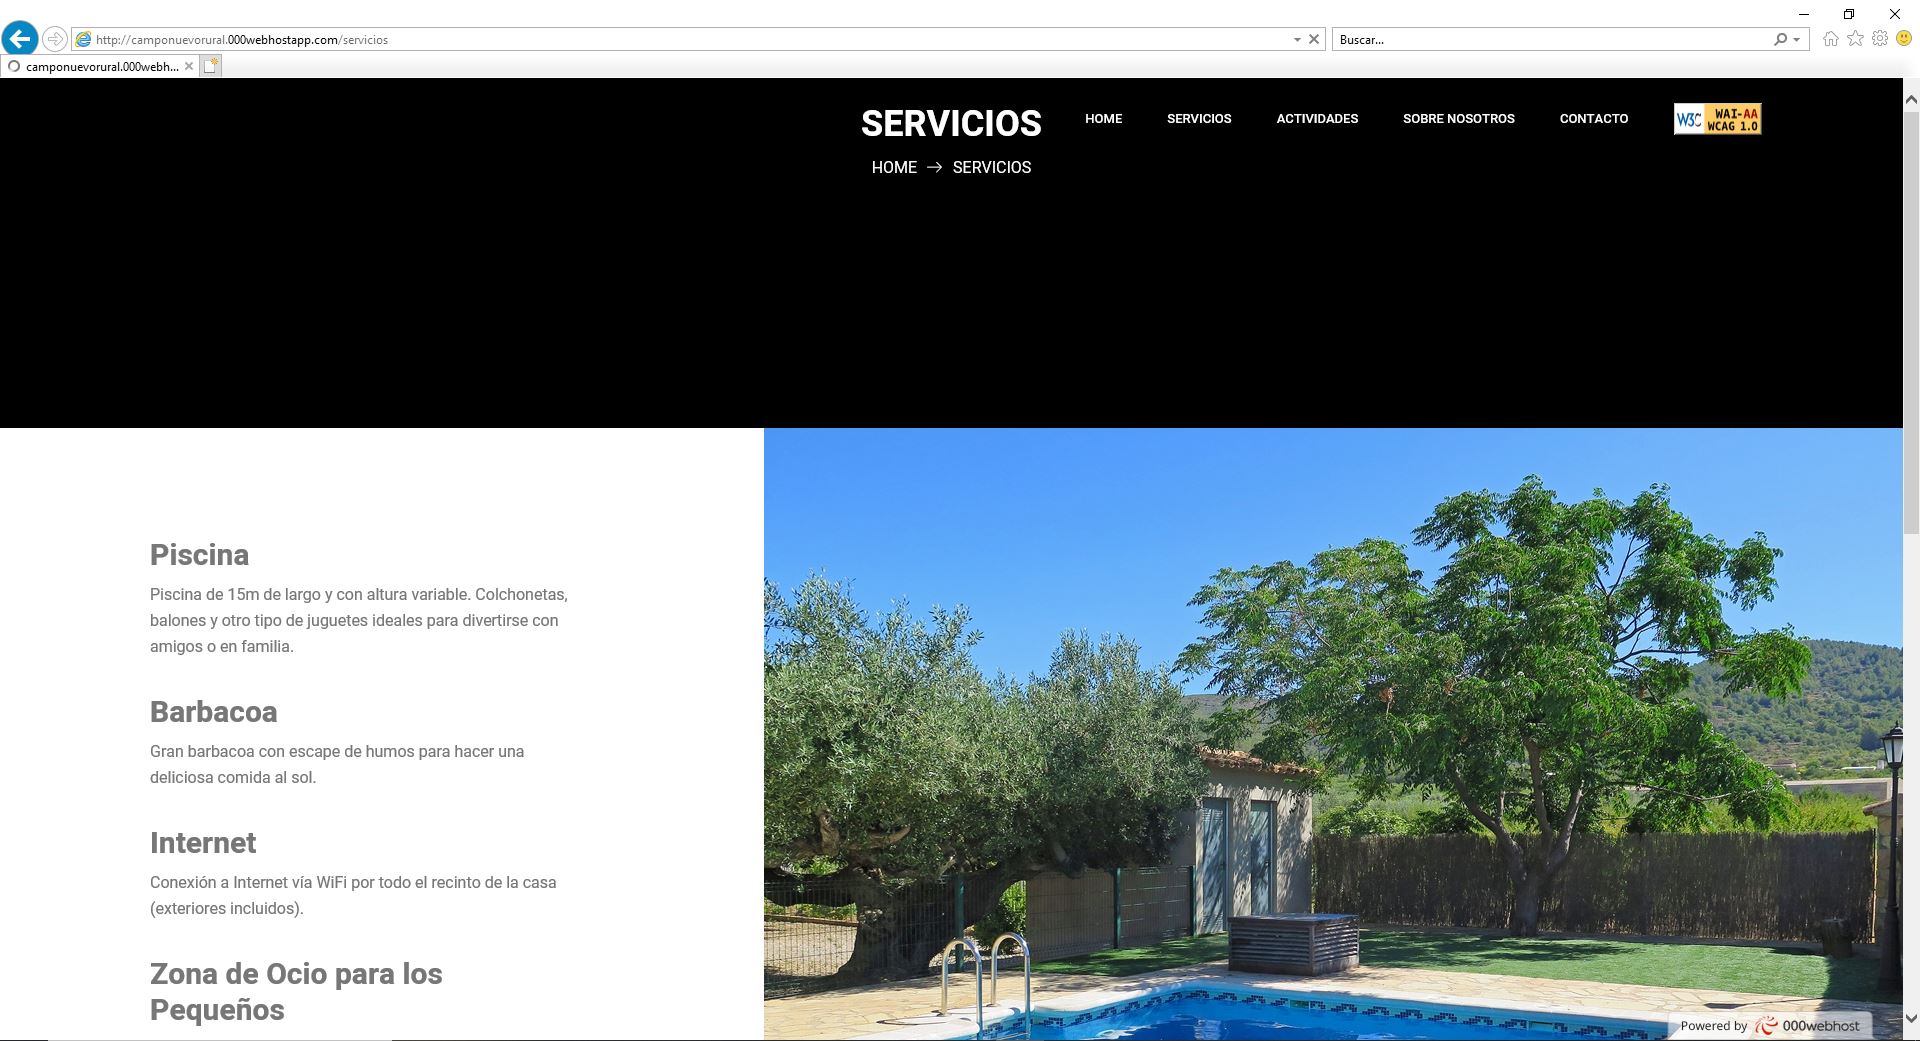 http://camponuevorural.000webhostapp.com/servicios
Buscar...
camponuevorural.000webh...
SERVICIOS
HOME SERVICIOS ACTIVIDADES SOBRE NOSOTROS CONTACTO
W3C WAI-AA
WCAG 1.0
HOME → SERVICIOS
Piscina
Piscina de 15m de largo y con altura variable. Colchonetas,
balones y otro tipo de juguetes ideales para divertirse con
amigos o en familia.
Barbacoa
Gran barbacoa con escape de humos para hacer una
deliciosa comida al sol.
Internet
Conexión a Internet vía WiFi por todo el recinto de la casa
(exteriores incluidos).
Zona de Ocio para los
Pequeños
Powered by 000webhost